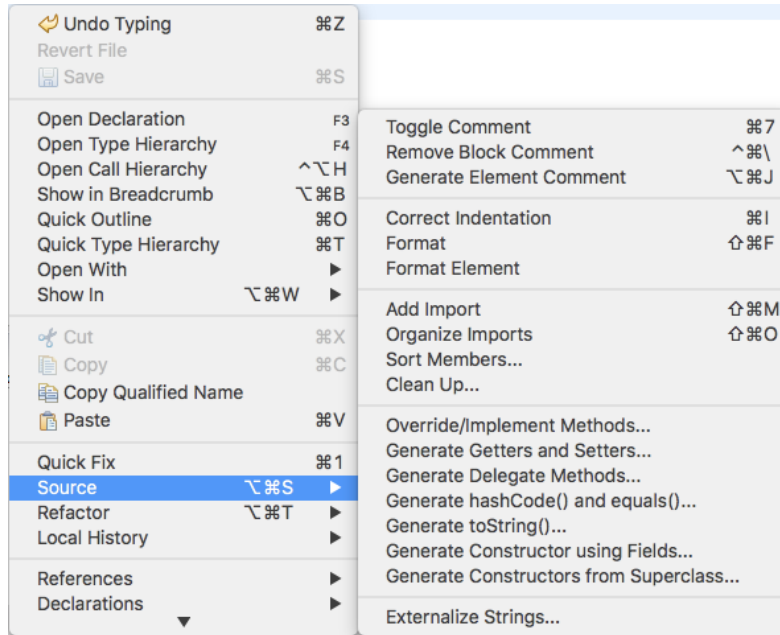 Undo Typing ⌘Z
Revert File
Save ⌘S
Open Declaration F3
Open Type Hierarchy F4
Open Call Hierarchy ^⌥H
Show in Breadcrumb ⌥⌘B
Quick Outline ⌘O
Quick Type Hierarchy ⌘T
Open With ▶
Show In ⌥⌘W ▶
Cut ⌘X
Copy ⌘C
Copy Qualified Name
Paste ⌘V
Quick Fix ⌘1
Source ⌥⌘S ▶
Refactor ⌥⌘T ▶
Local History ▶
References ▶
Declarations ▶
▼
Toggle Comment ⌘7
Remove Block Comment ^⌘\
Generate Element Comment ⌥⌘J
Correct Indentation ⌘I
Format ⇧⌘F
Format Element
Add Import ⇧⌘M
Organize Imports ⇧⌘O
Sort Members...
Clean Up...
Override/Implement Methods...
Generate Getters and Setters...
Generate Delegate Methods...
Generate hashCode() and equals()...
Generate toString()...
Generate Constructor using Fields...
Generate Constructors from Superclass...
Externalize Strings...